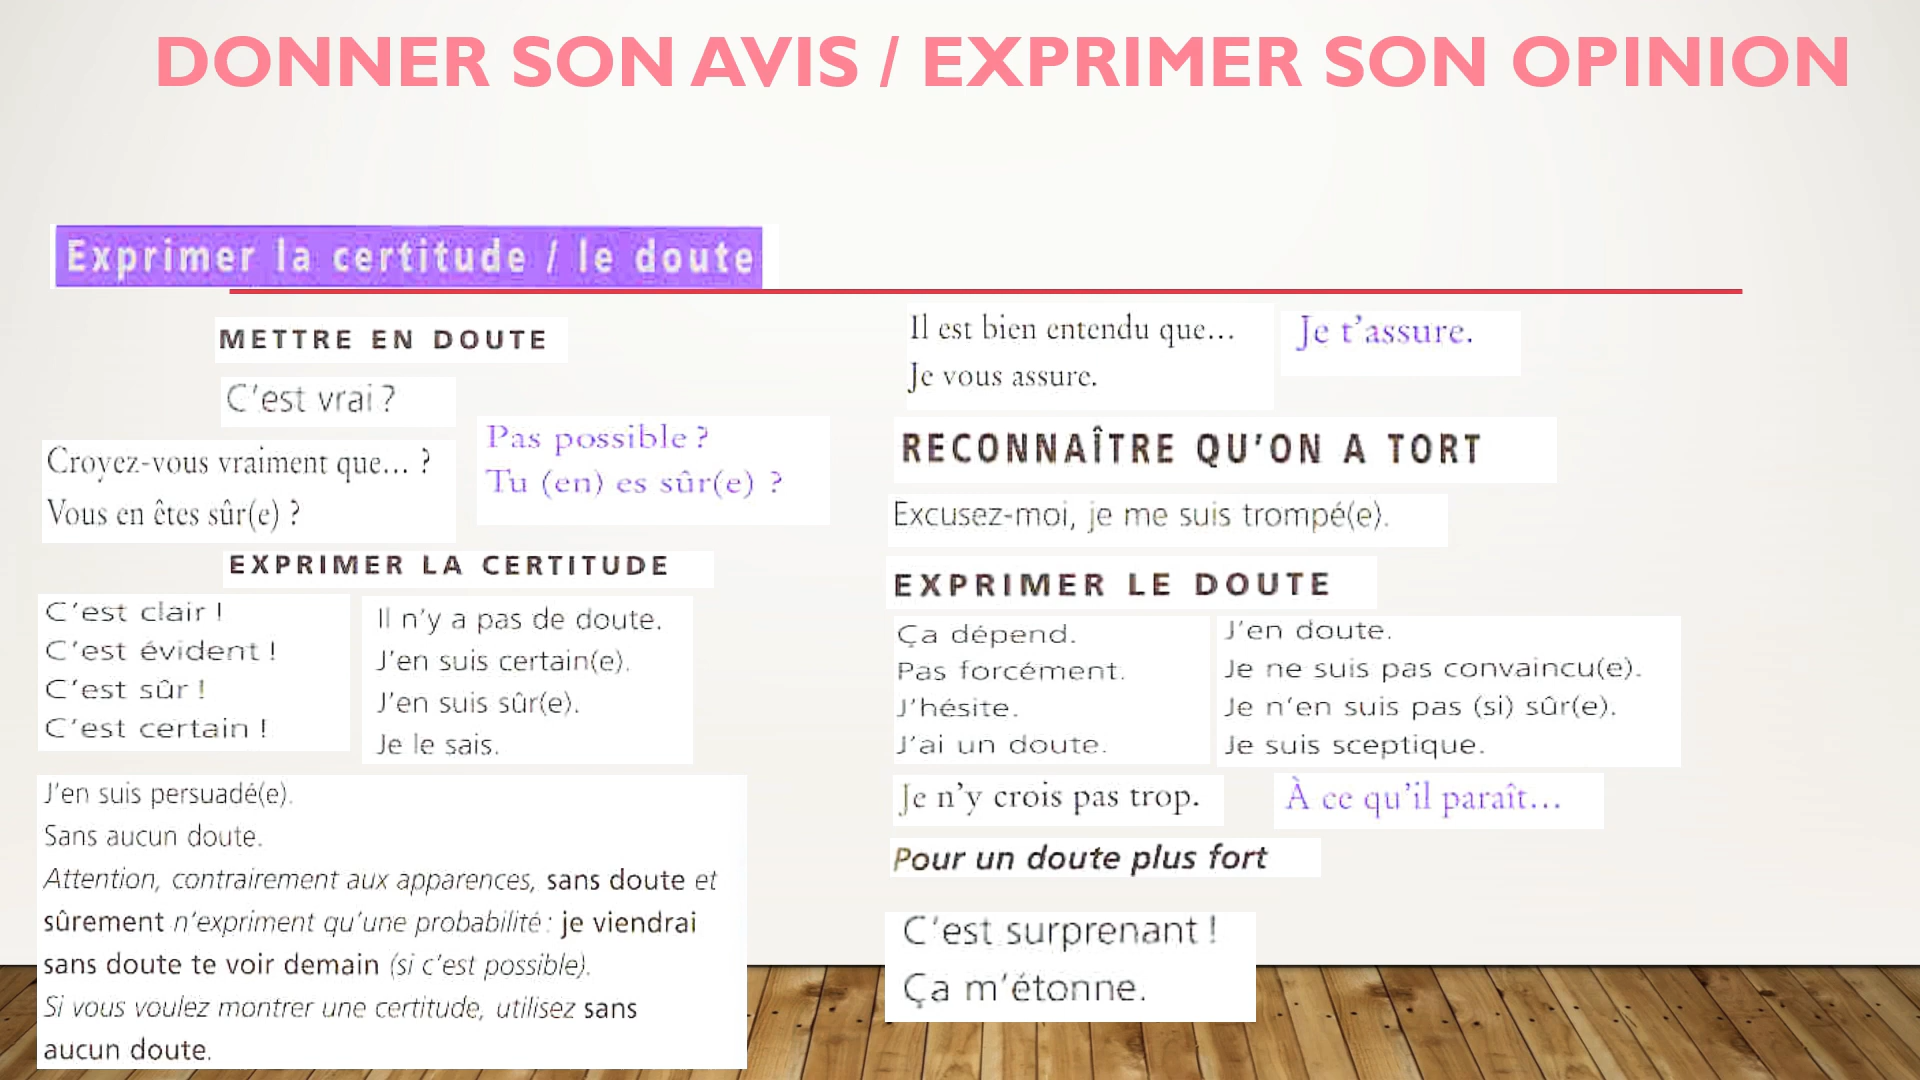 DONNER SON AVIS / EXPRIMER SON OPINION
Exprimer la certitude / le doute
METTRE EN DOUTE
C'est vrai ?
Croyez-vous vraiment que... ?
Vous en êtes sûr(e) ?
Pas possible ?
Tu (en) es sûr(e) ?
EXPRIMER LA CERTITUDE
C'est clair !
C'est évident !
C'est sûr !
C'est certain !
Il n'y a pas de doute.
J'en suis certain(e).
J'en suis sûr(e).
Je le sais.
J'en suis persuadé(e).
Sans aucun doute.
Attention, contrairement aux apparences, sans doute et
sûrement n'expriment qu'une probabilité : je viendrai
sans doute te voir demain (si c'est possible).
Si vous voulez montrer une certitude, utilisez sans
aucun doute.
Il est bien entendu que...
Je vous assure.
Je t'assure.
RECONNAÎTRE QU'ON A TORT
Excusez-moi, je me suis trompé(e).
EXPRIMER LE DOUTE
Ça dépend.
Pas forcément.
J'hésite.
J'ai un doute.
J'en doute.
Je ne suis pas convaincu(e).
Je n'en suis pas (si) sûr(e).
Je suis sceptique.
Je n'y crois pas trop.
À ce qu'il paraît...
Pour un doute plus fort
C'est surprenant !
Ça m'étonne.